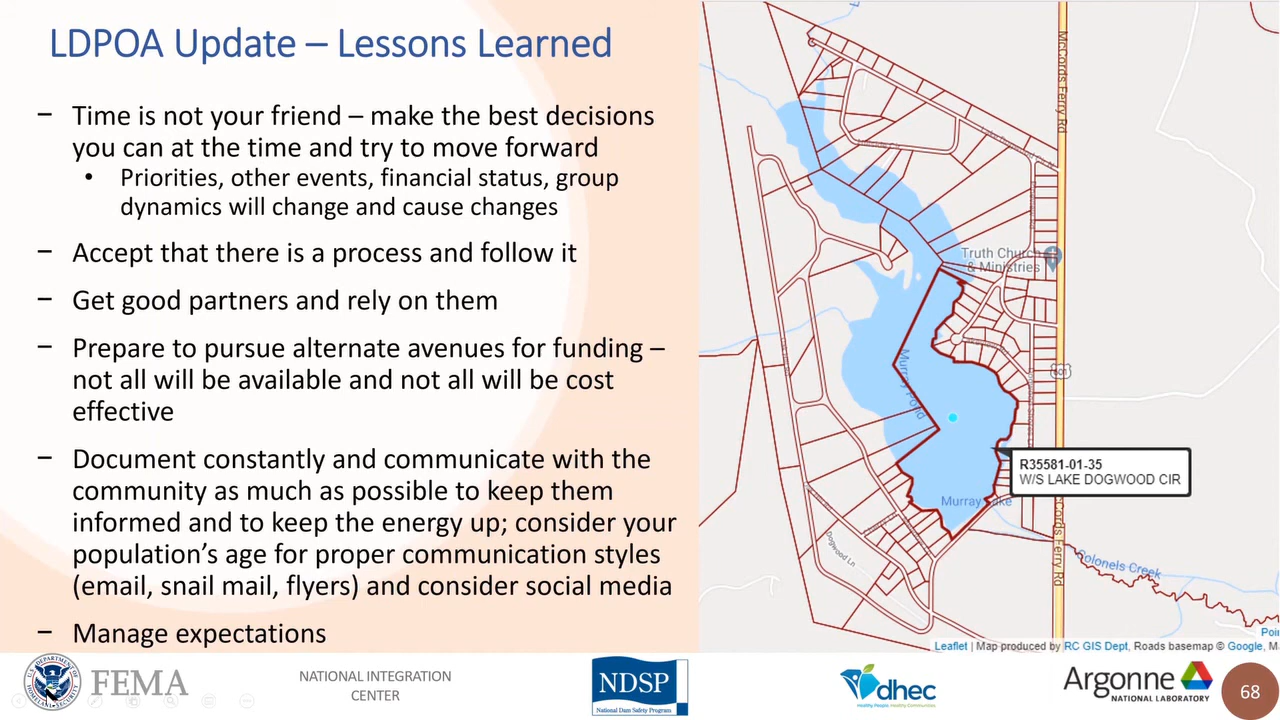 LDPOA Update – Lessons Learned
– Time is not your friend – make the best decisions
you can at the time and try to move forward
• Priorities, other events, financial status, group
dynamics will change and cause changes
– Accept that there is a process and follow it
– Get good partners and rely on them
– Prepare to pursue alternate avenues for funding –
not all will be available and not all will be cost
effective
– Document constantly and communicate with the
community as much as possible to keep them
informed and to keep the energy up; consider your
population's age for proper communication styles
(email, snail mail, flyers) and consider social media
– Manage expectations
McCords Ferry Rd
Truth Church
& Ministries
Murray Pond
601
R35581-01-35
W/S LAKE DOGWOOD CIR
Murray Lake
Cords Ferry Rd
Colonels Creek
Dogwood Ln
Leaflet | Map produced by RC GIS Dept, Roads basemap © Google, M
FEMA
NATIONAL INTEGRATION
CENTER
NDSP
National Dam Safety Program
dhec
Healthy People. Healthy Communities.
Argonne
NATIONAL LABORATORY
68